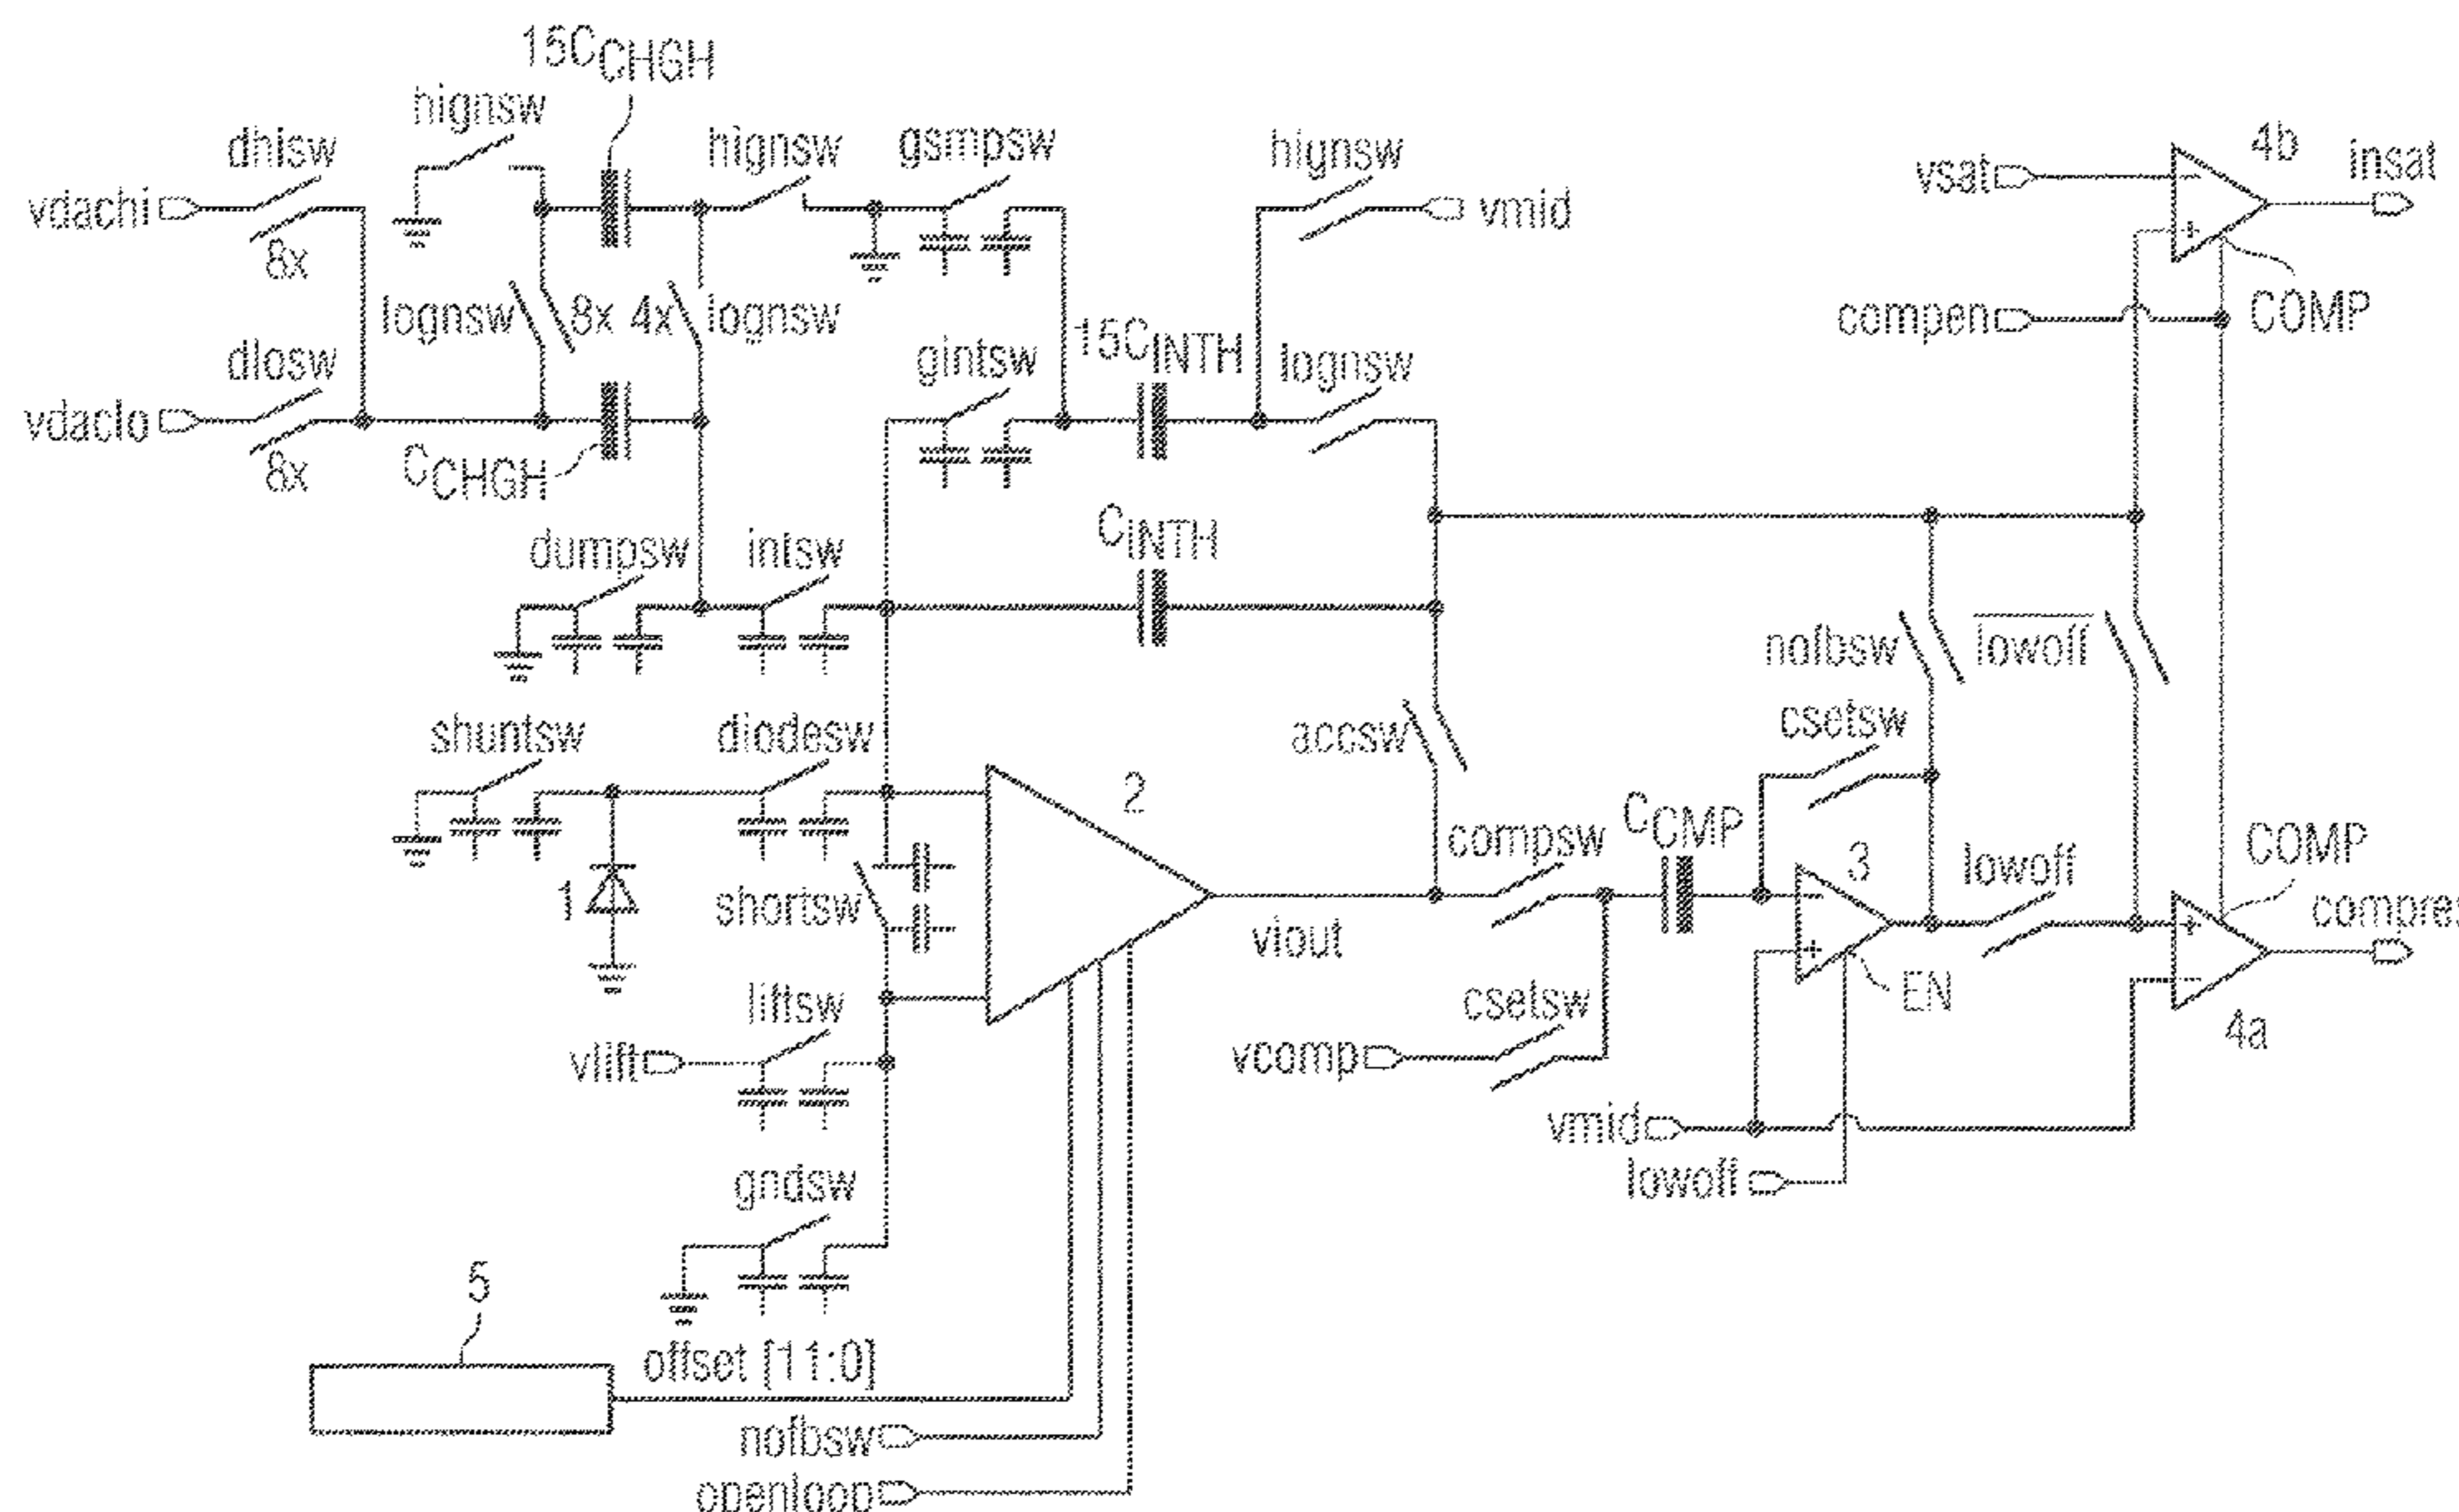 15C_CHGH
hignsw
dhisw
hignsw
gsmpsw
hignsw
4b
insat
vsat
vdachi
vmid
8x
lognsw
8x
4x
lognsw
15C_INTH
compen
COMP
dlosw
gintsw
lognsw
vdaclo
8x
C_CHGH
C_INTH
dumpsw
intsw
nofbsw
lowoff
csetsw
shuntsw
diodesw
accsw
2
compsw
C_CMP
3
lowoff
COMP
1
shortsw
viout
compres
EN
liftsw
csetsw
4a
vlift
vcomp
vmid
lowoff
gndsw
5
offset [11:0]
nofbsw
openloop